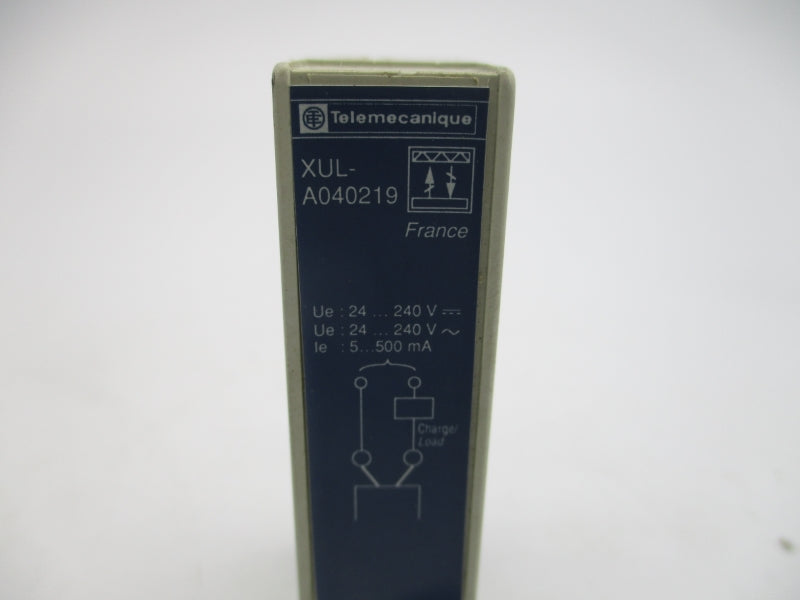 Telemecanique
XUL-
A040219
France
Ue : 24 ... 240 V ⎓
Ue : 24 ... 240 V ~
Ie : 5...500 mA
Charge/
Load